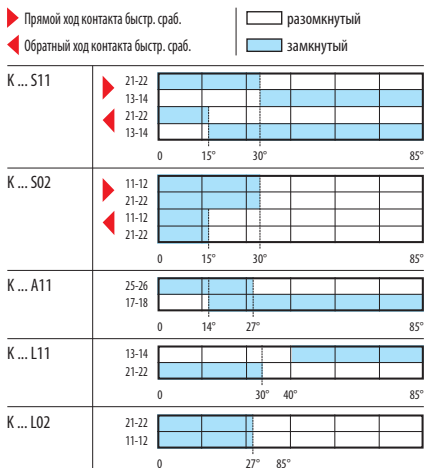 Прямой ход контакта быстр. сраб.
разомкнутый
Обратный ход контакта быстр. сраб.
замкнутый
K ... S11
21-22
13-14
21-22
13-14
0 15° 30° 85°
K ... S02
11-12
21-22
11-12
21-22
0 15° 30° 85°
K ... A11
25-26
17-18
0 14° 27° 85°
K ... L11
13-14
21-22
0 30° 40° 85°
K ... L02
21-22
11-12
0 27° 85°